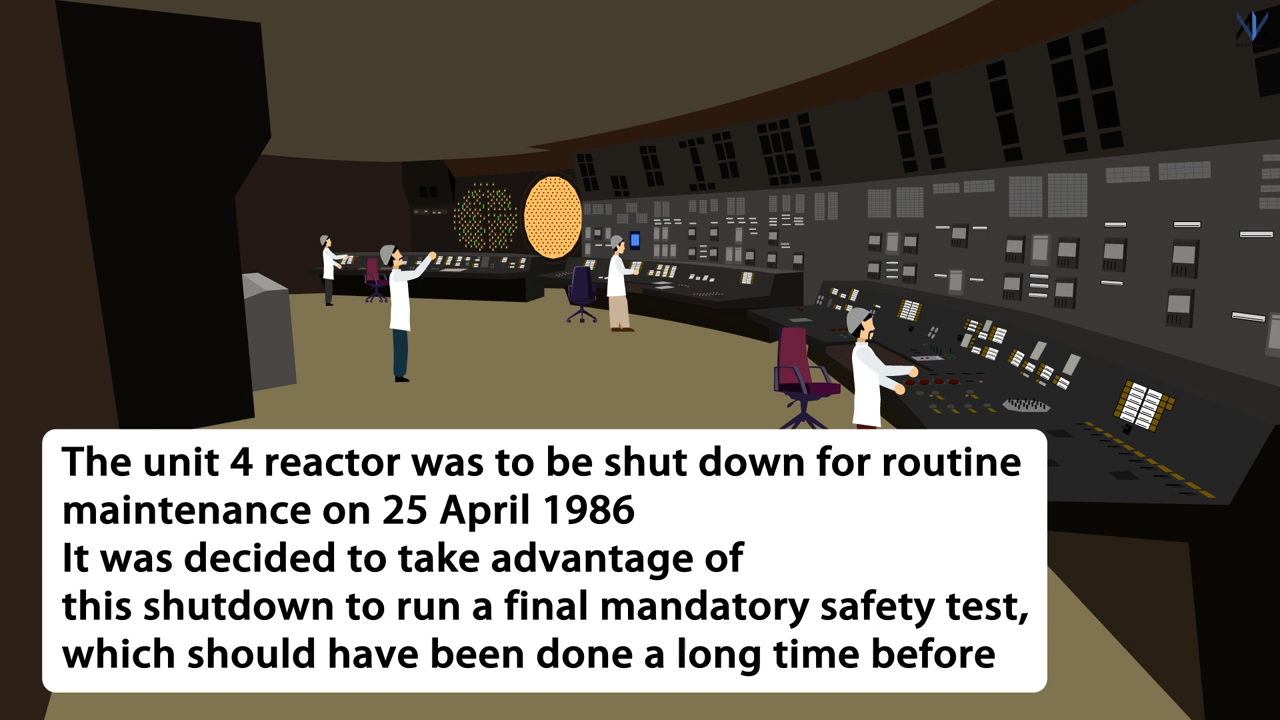 The unit 4 reactor was to be shut down for routine
maintenance on 25 April 1986
It was decided to take advantage of
this shutdown to run a final mandatory safety test,
which should have been done a long time before